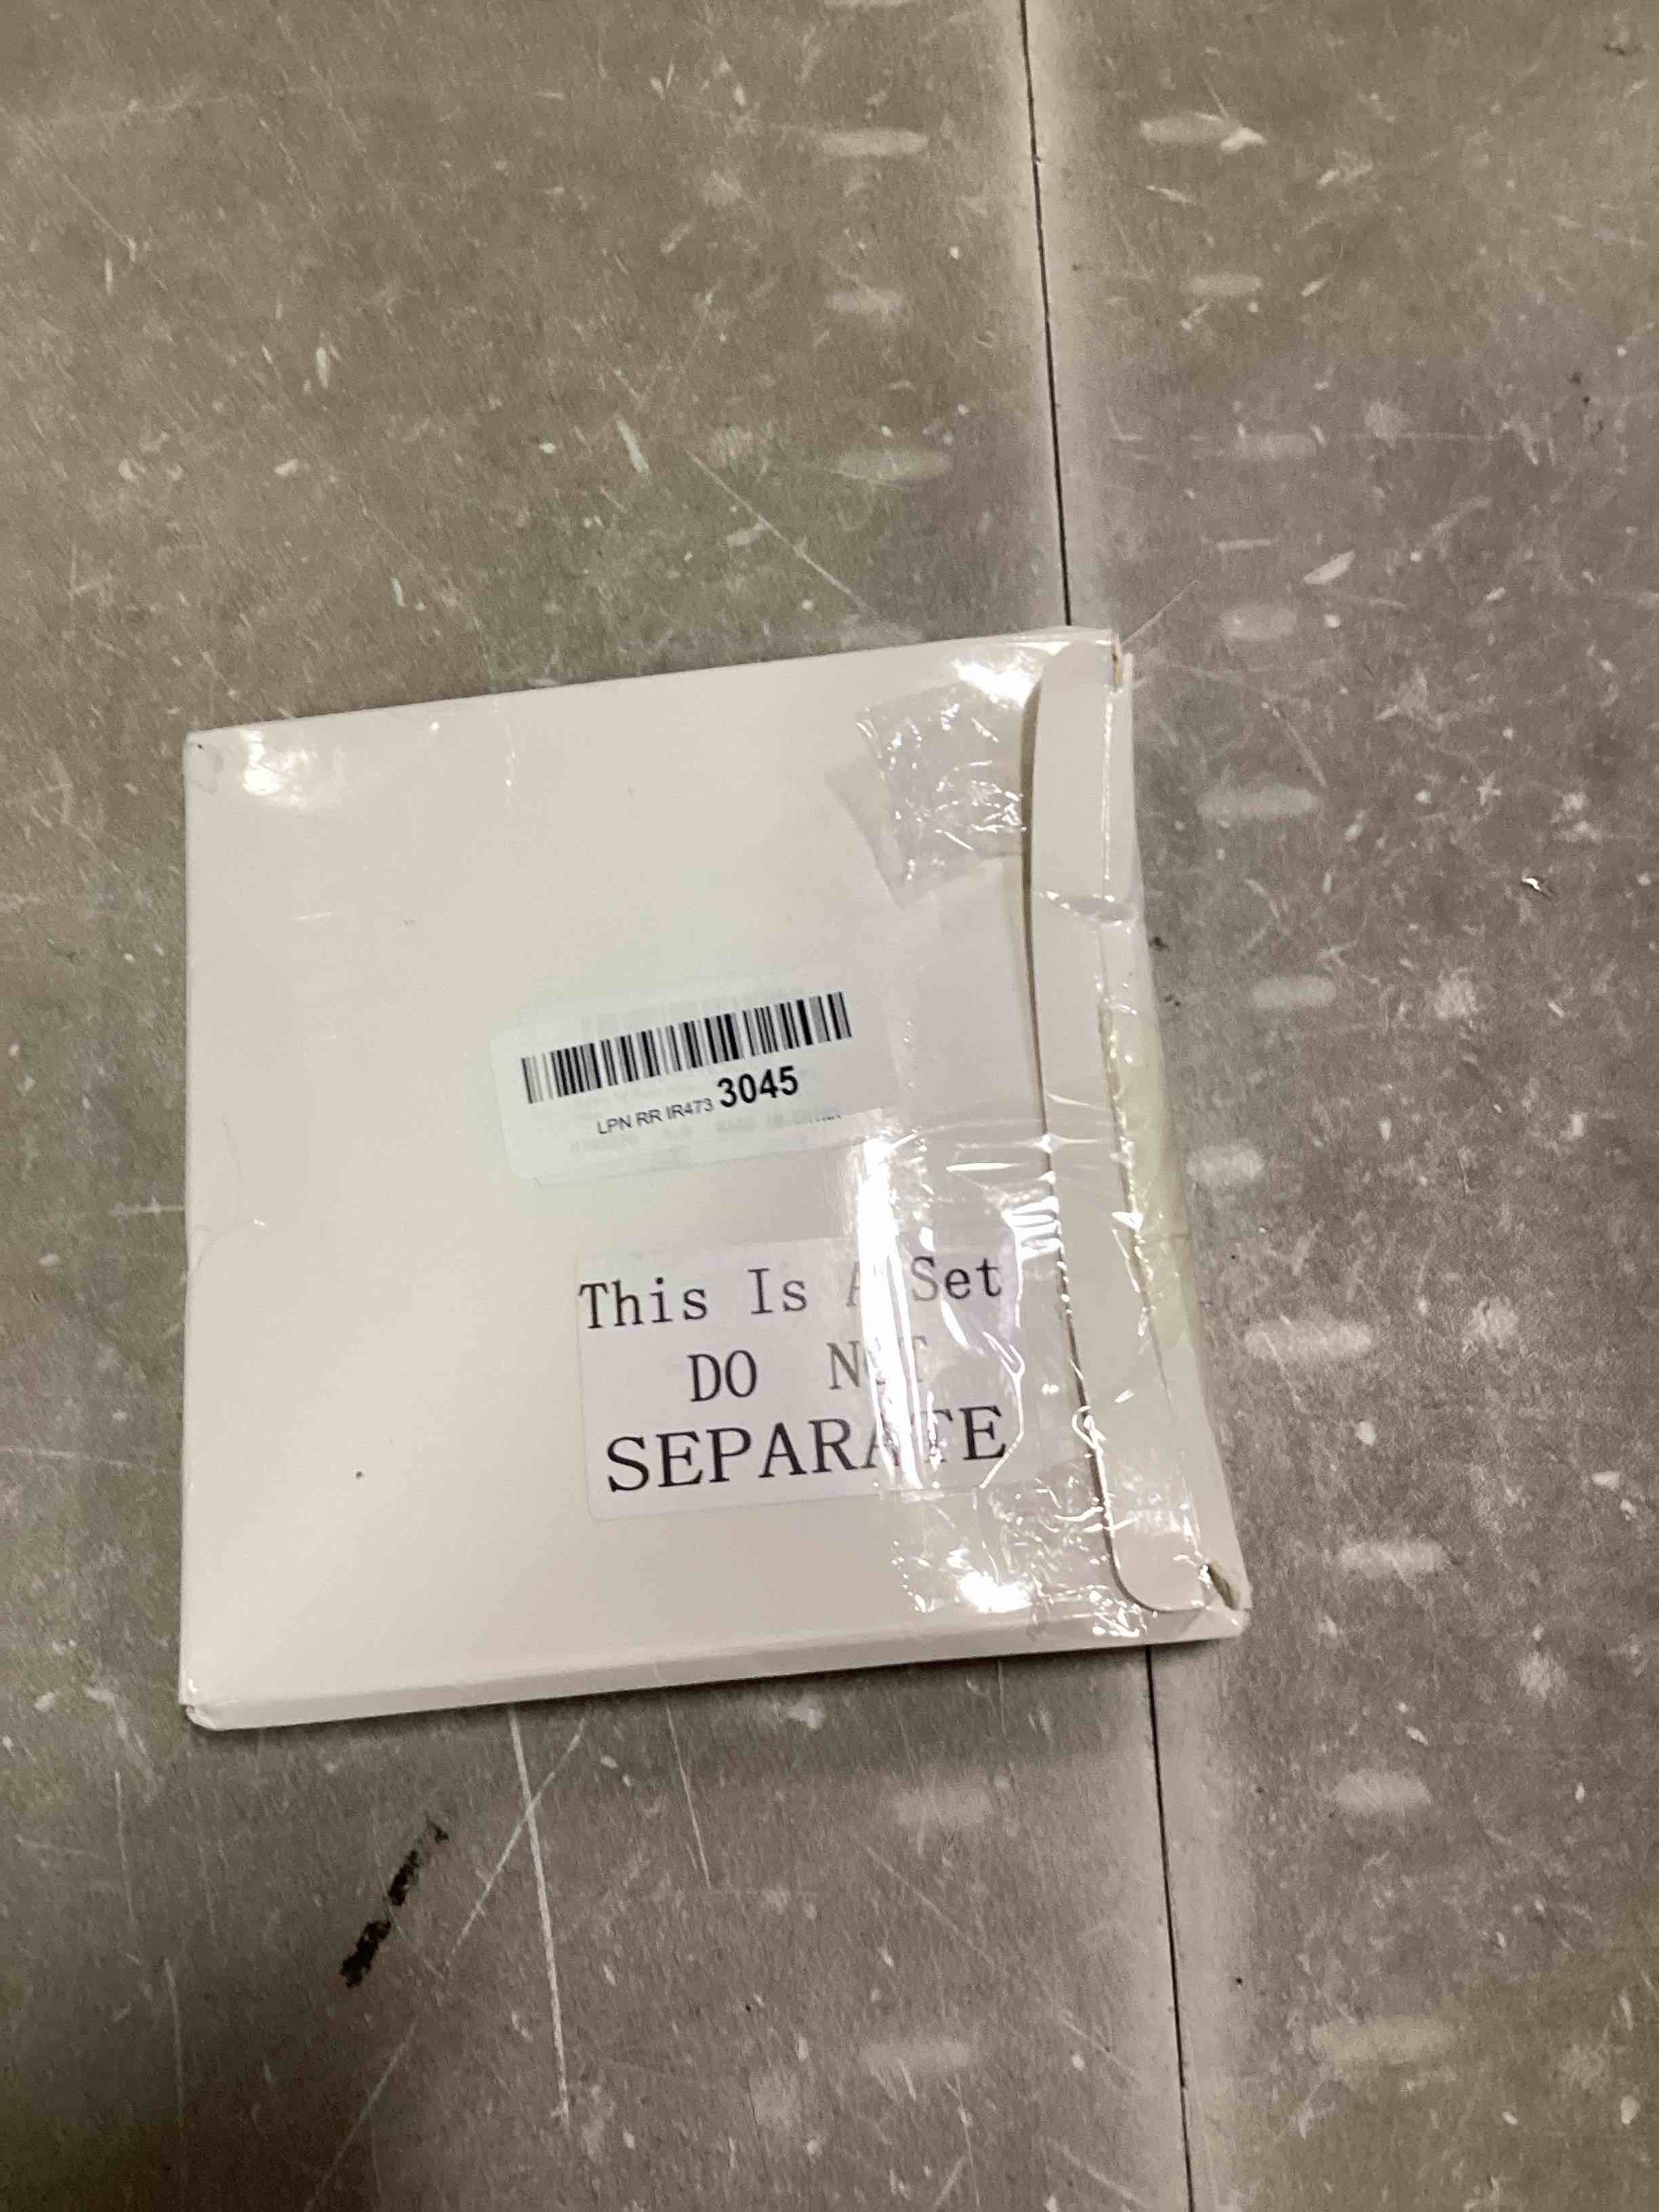 LPN RR IR473 3045
This Is A Set
DO NOT
SEPARATE